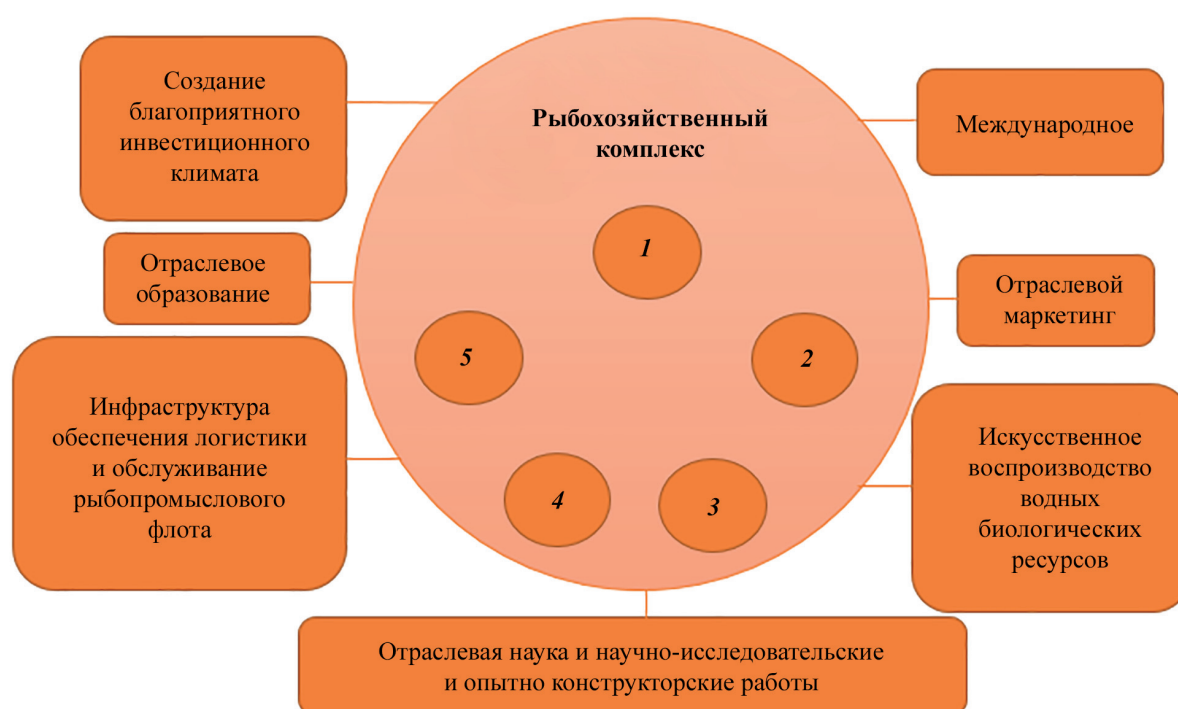 Создание
благоприятного
инвестиционного
климата
Рыбохозяйственный
комплекс
Международное
Отраслевое
образование
1
Отраслевой
маркетинг
5
2
Инфраструктура
обеспечения логистики
и обслуживание
рыбопромыслового
флота
4
3
Искусственное
воспроизводство
водных
биологических
ресурсов
Отраслевая наука и научно-исследовательские
и опытно конструкторские работы